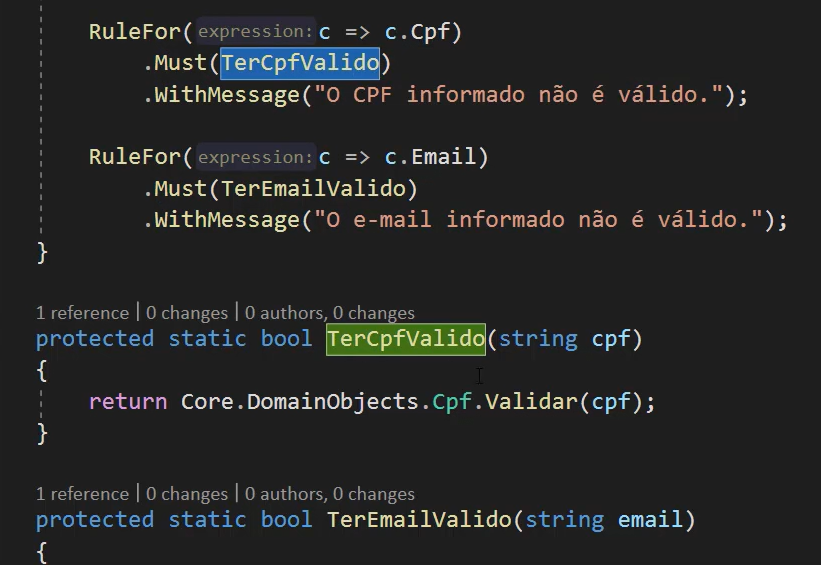 RuleFor(expression: c => c.Cpf)
.Must(TerCpfValido)
.WithMessage("O CPF informado não é válido.");
RuleFor(expression: c => c.Email)
.Must(TerEmailValido)
.WithMessage("O e-mail informado não é válido.");
}
1 reference | 0 changes | 0 authors, 0 changes
protected static bool TerCpfValido(string cpf)
{
return Core.DomainObjects.Cpf.Validar(cpf);
}
1 reference | 0 changes | 0 authors, 0 changes
protected static bool TerEmailValido(string email)
{